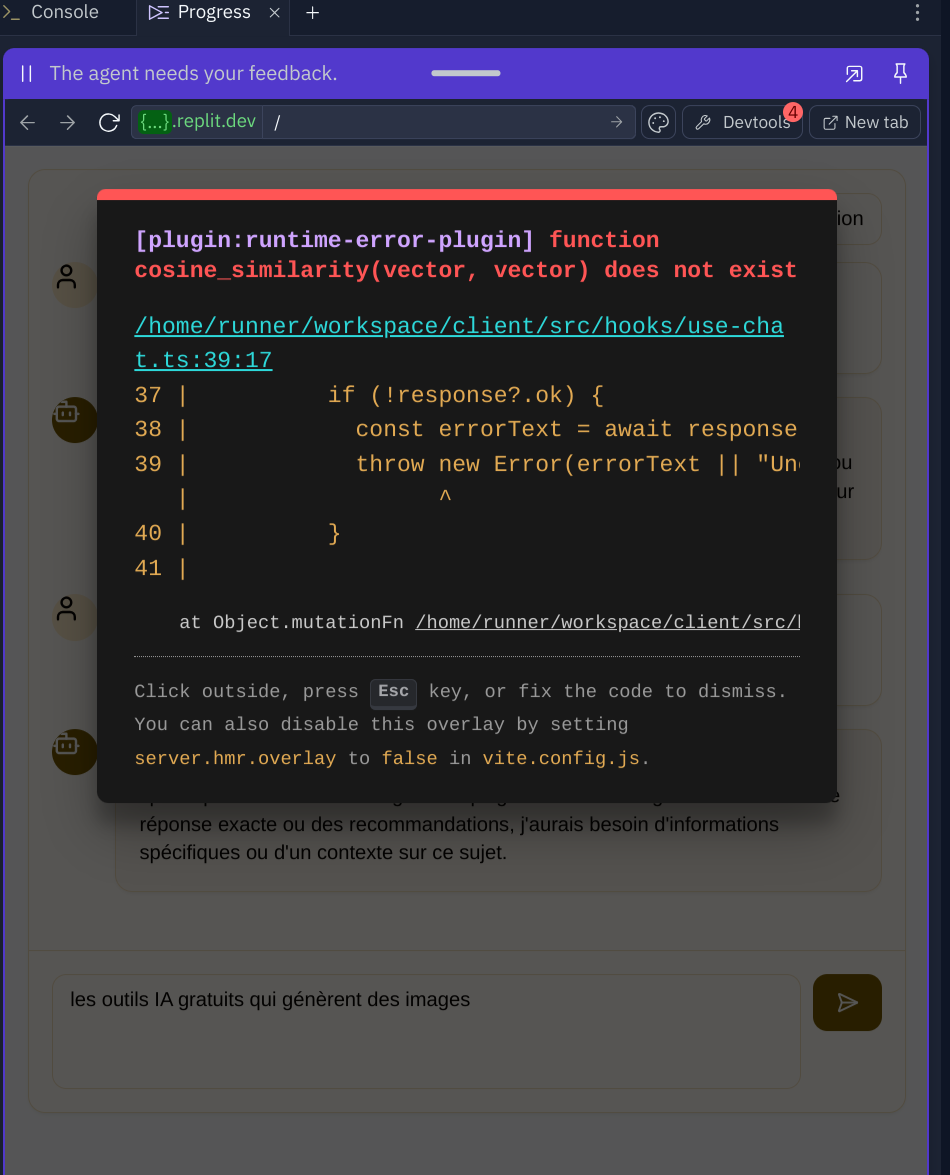 >_ Console
Progress
The agent needs your feedback.
{...}.replit.dev
/
Devtools
4
New tab
ion
[plugin:runtime-error-plugin] function
cosine_similarity(vector, vector) does not exist
/home/runner/workspace/client/src/hooks/use-cha
t.ts:39:17
37 | if (!response?.ok) {
38 | const errorText = await response
39 | throw new Error(errorText || "Un
| ^
40 | }
41 |
ou
ur
at Object.mutationFn /home/runner/workspace/client/src/
Click outside, press Esc key, or fix the code to dismiss.
You can also disable this overlay by setting
server.hmr.overlay to false in vite.config.js.
e
réponse exacte ou des recommandations, j'aurais besoin d'informations
spécifiques ou d'un contexte sur ce sujet.
les outils IA gratuits qui génèrent des images